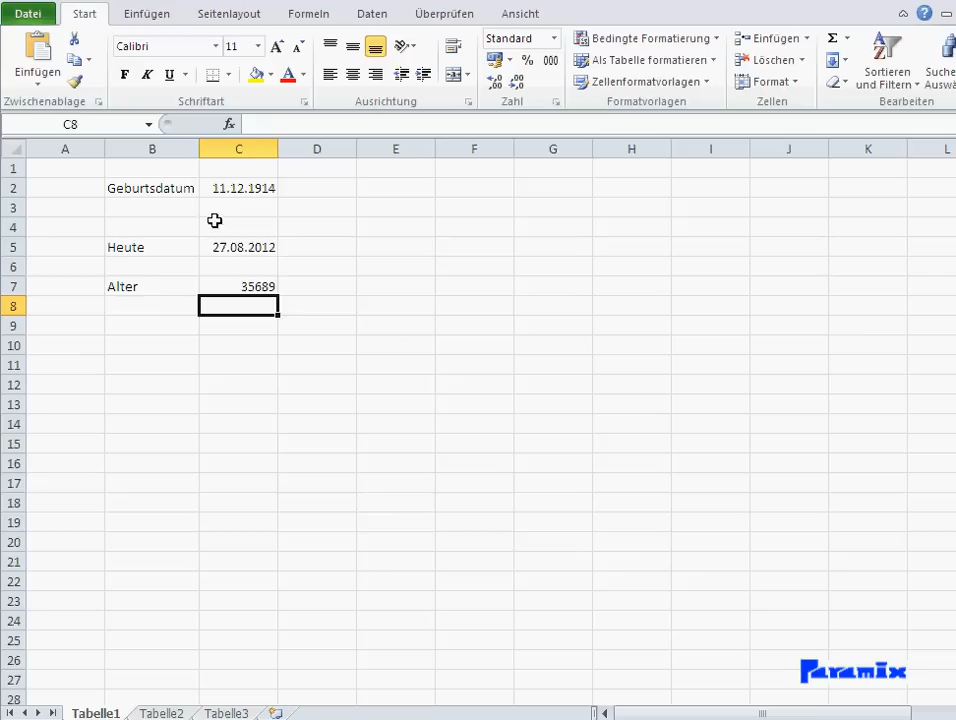 Datei Start Einfügen Seitenlayout Formeln Daten Überprüfen Ansicht
Calibri 11 Standard Bedingte Formatierung Einfügen Σ
Einfügen Als Tabelle formatieren Löschen Sortieren Suche
F K U % 000 Zellenformatvorlagen Format und Filtern Auswä
Zwischenablage Schriftart Ausrichtung Zahl Formatvorlagen Zellen Bearbeiten
C8 fx
A B C D E F G H I J K L
1
2 Geburtsdatum 11.12.1914
3
4
5 Heute 27.08.2012
6
7 Alter 35689
8
9
10
11
12
13
14
15
16
17
18
19
20
21
22
23
24
25
26
Paramix
27
28
Tabelle1 Tabelle2 Tabelle3